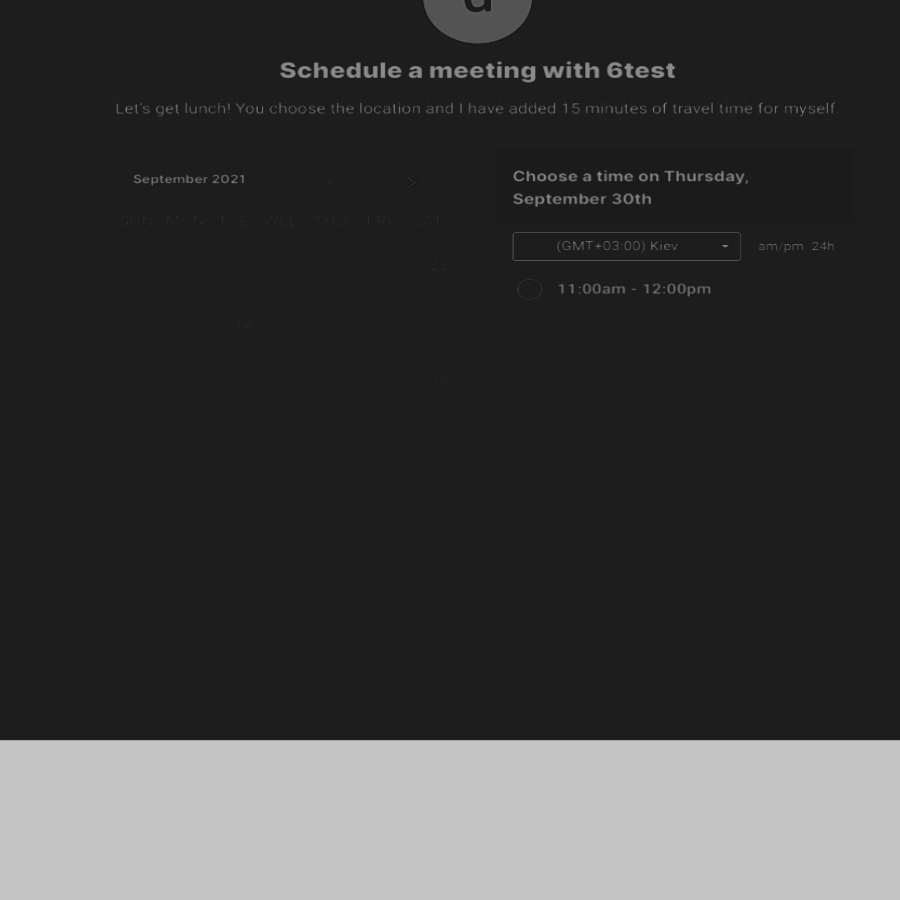 d
Schedule a meeting with 6test
Let's get lunch! You choose the location and I have added 15 minutes of travel time for myself.
September 2021 >
SUN MON TUE WED THU FRI SAT
Choose a time on Thursday,
September 30th
(GMT+03:00) Kiev am/pm 24h
11:00am - 12:00pm